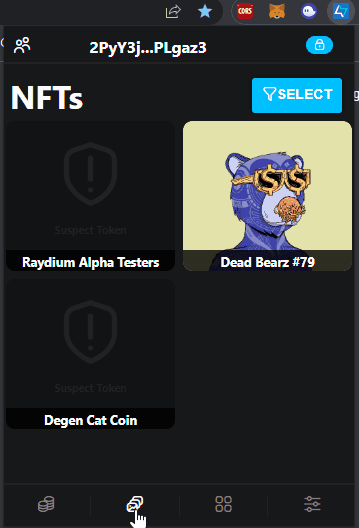 CORS
2PyY3j...PLgaz3
NFTs
SELECT
Suspect Token
Raydium Alpha Testers
Dead Bearz #79
Suspect Token
Degen Cat Coin